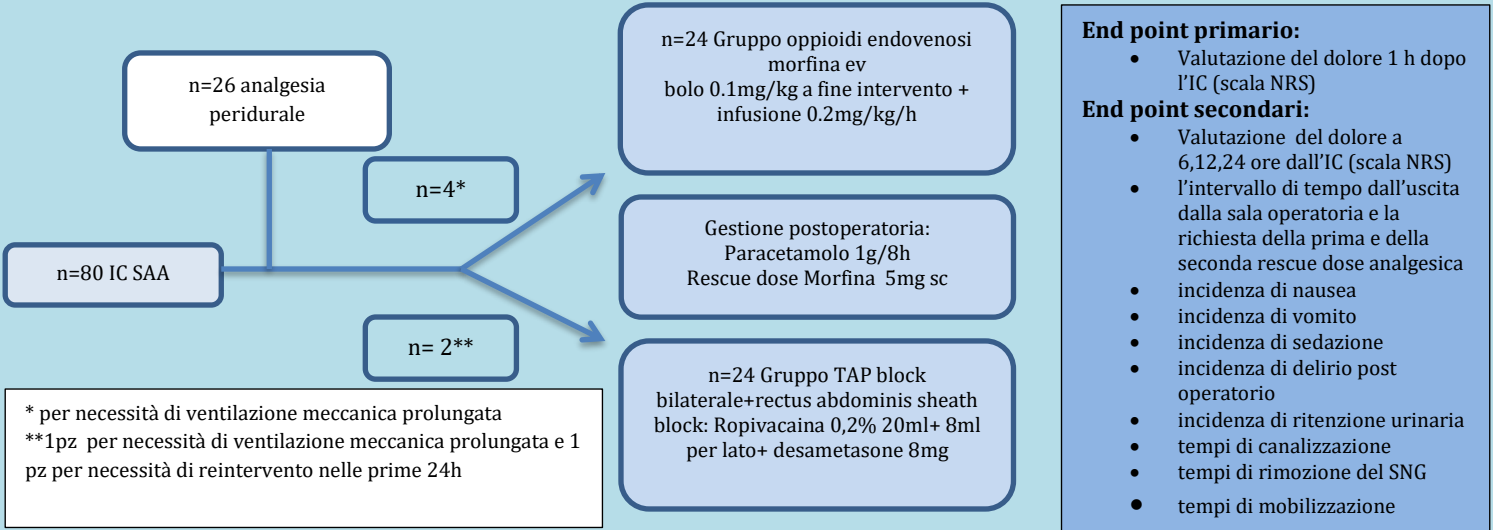 n=26 analgesia
peridurale
n=24 Gruppo oppioidi endovenosi
morfina ev
bolo 0.1mg/kg a fine intervento +
infusione 0.2mg/kg/h
n=4*
n=80 IC SAA
Gestione postoperatoria:
Paracetamolo 1g/8h
Rescue dose Morfina 5mg sc
n= 2**
n=24 Gruppo TAP block
bilaterale+rectus abdominis sheath
block: Ropivacaina 0,2% 20ml+ 8ml
per lato+ desametasone 8mg
* per necessità di ventilazione meccanica prolungata
**1pz per necessità di ventilazione meccanica prolungata e 1
pz per necessità di reintervento nelle prime 24h
End point primario:
• Valutazione del dolore 1 h dopo
l’IC (scala NRS)
End point secondari:
• Valutazione del dolore a
6,12,24 ore dall’IC (scala NRS)
• l’intervallo di tempo dall’uscita
dalla sala operatoria e la
richiesta della prima e della
seconda rescue dose analgesica
• incidenza di nausea
• incidenza di vomito
• incidenza di sedazione
• incidenza di delirio post
operatorio
• incidenza di ritenzione urinaria
• tempi di canalizzazione
• tempi di rimozione del SNG
• tempi di mobilizzazione